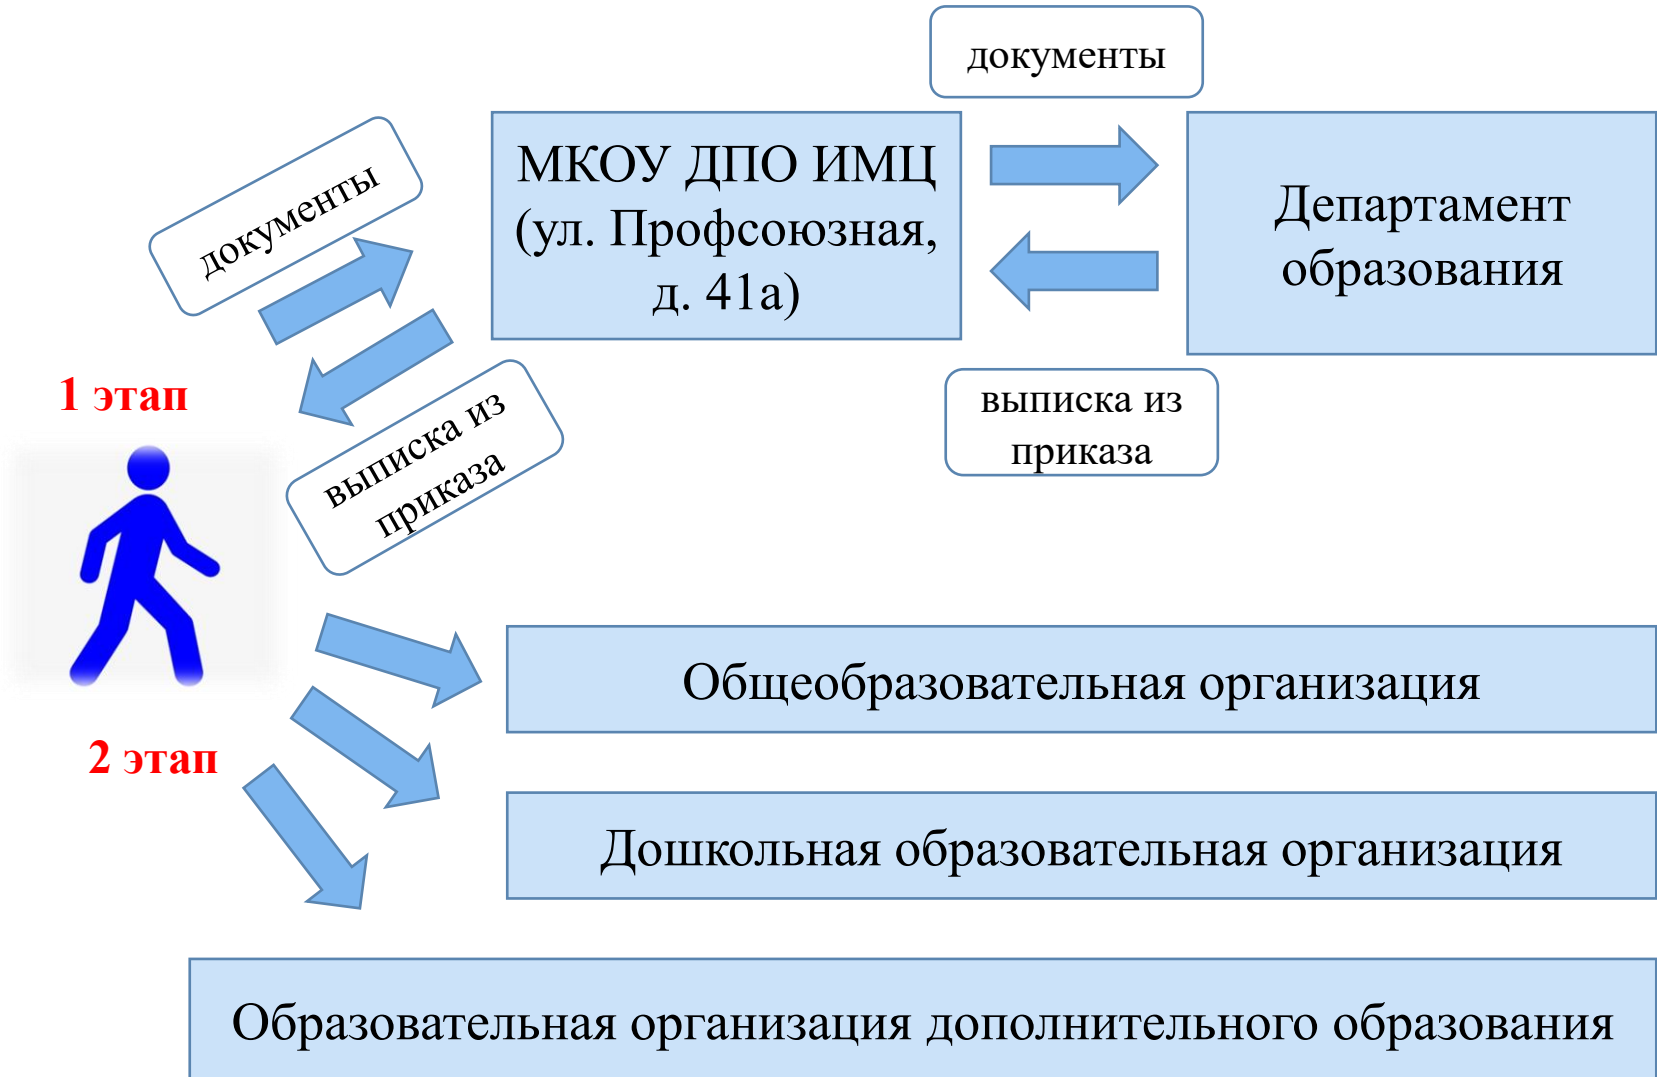 документы
МКОУ ДПО ИМЦ
(ул. Профсоюзная,
д. 41а)
Департамент
образования
документы
выписка из
приказа
1 этап
выписка из
приказа
Общеобразовательная организация
2 этап
Дошкольная образовательная организация
Образовательная организация дополнительного образования